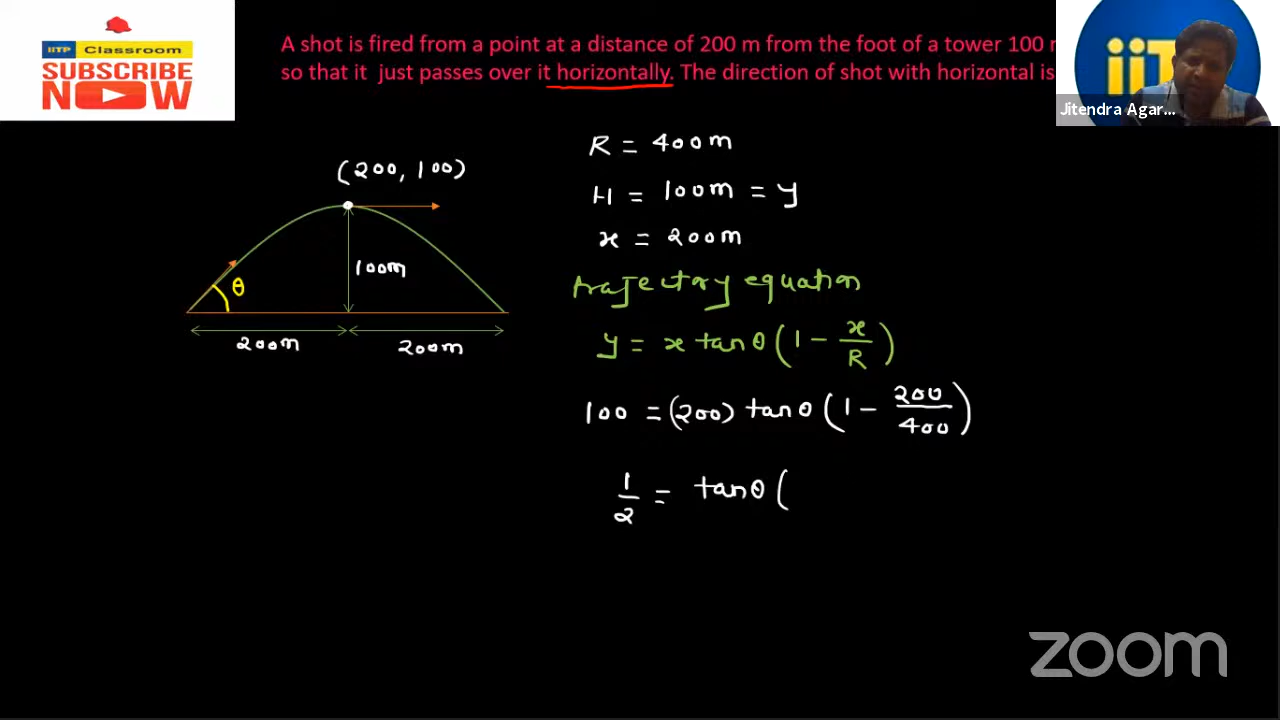 IITP Classroom
SUBSCRIBE
NOW
A shot is fired from a point at a distance of 200 m from the foot of a tower 100
so that it just passes over it horizontally. The direction of shot with horizontal is
iiT
Jitendra Agar...
(200, 100)
100m
θ
200m
200m
R = 400m
H = 100m = y
x = 200m
Trajectory equation
y = x tanθ (1 - x/R)
100 = (200) tanθ (1 - 200/400)
1/2 = tanθ (
zoom